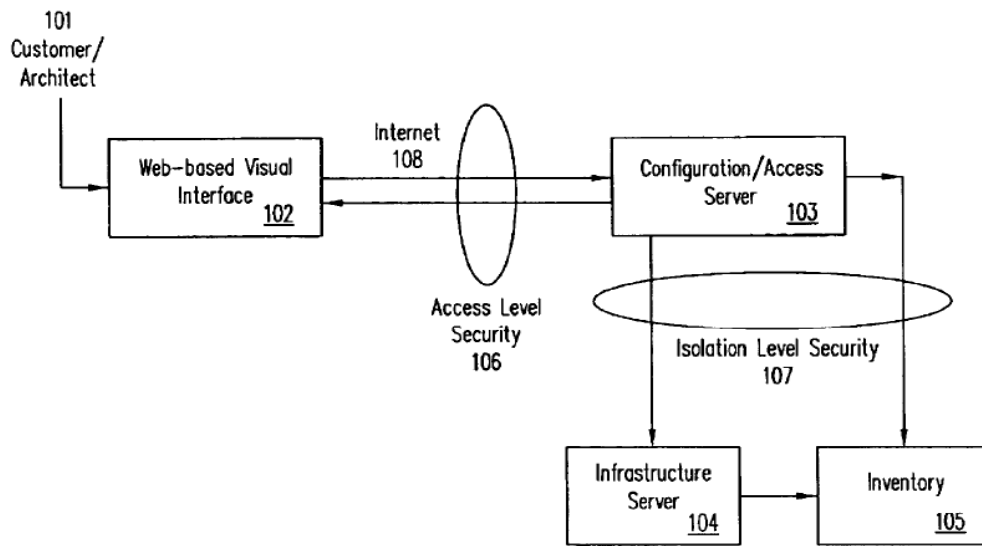 101
Customer/
Architect
Web-based Visual
Interface
102
Internet
108
Configuration/Access
Server
103
Access Level
Security
106
Isolation Level Security
107
Infrastructure
Server
104
Inventory
105